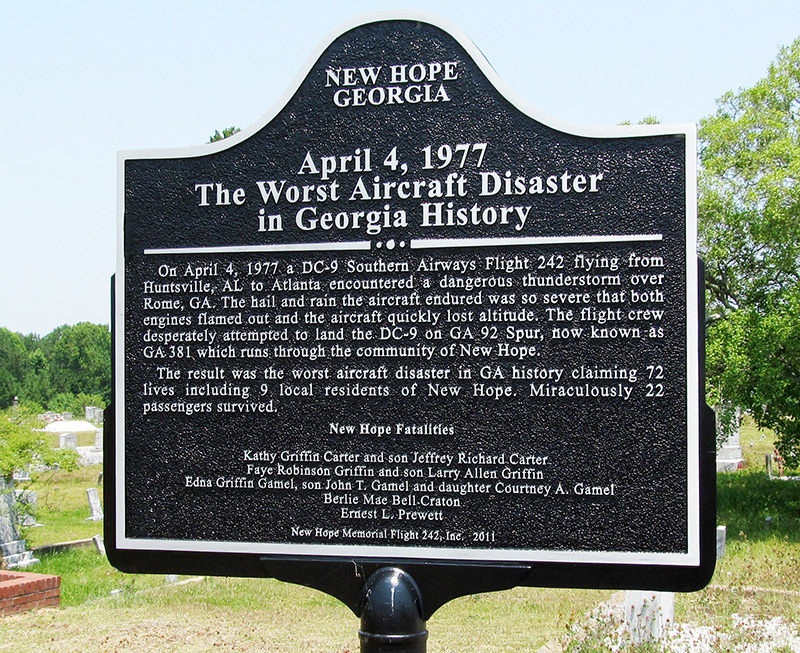 NEW HOPE
GEORGIA
April 4, 1977
The Worst Aircraft Disaster
in Georgia History
On April 4, 1977 a DC-9 Southern Airways Flight 242 flying from
Huntsville, AL to Atlanta encountered a dangerous thunderstorm over
Rome, GA. The hail and rain the aircraft endured was so severe that both
engines flamed out and the aircraft quickly lost altitude. The flight crew
desperately attempted to land the DC-9 on GA 92 Spur, now known as
GA 381 which runs through the community of New Hope.
The result was the worst aircraft disaster in GA history claiming 72
lives including 9 local residents of New Hope. Miraculously 22
passengers survived.
New Hope Fatalities
Kathy Griffin Carter and son Jeffrey Richard Carter
Faye Robinson Griffin and son Larry Allen Griffin
Edna Griffin Gamel, son John T. Gamel and daughter Courtney A. Gamel
Berlie Mae Bell Craton
Ernest L. Prewett
New Hope Memorial Flight 242, Inc. 2011